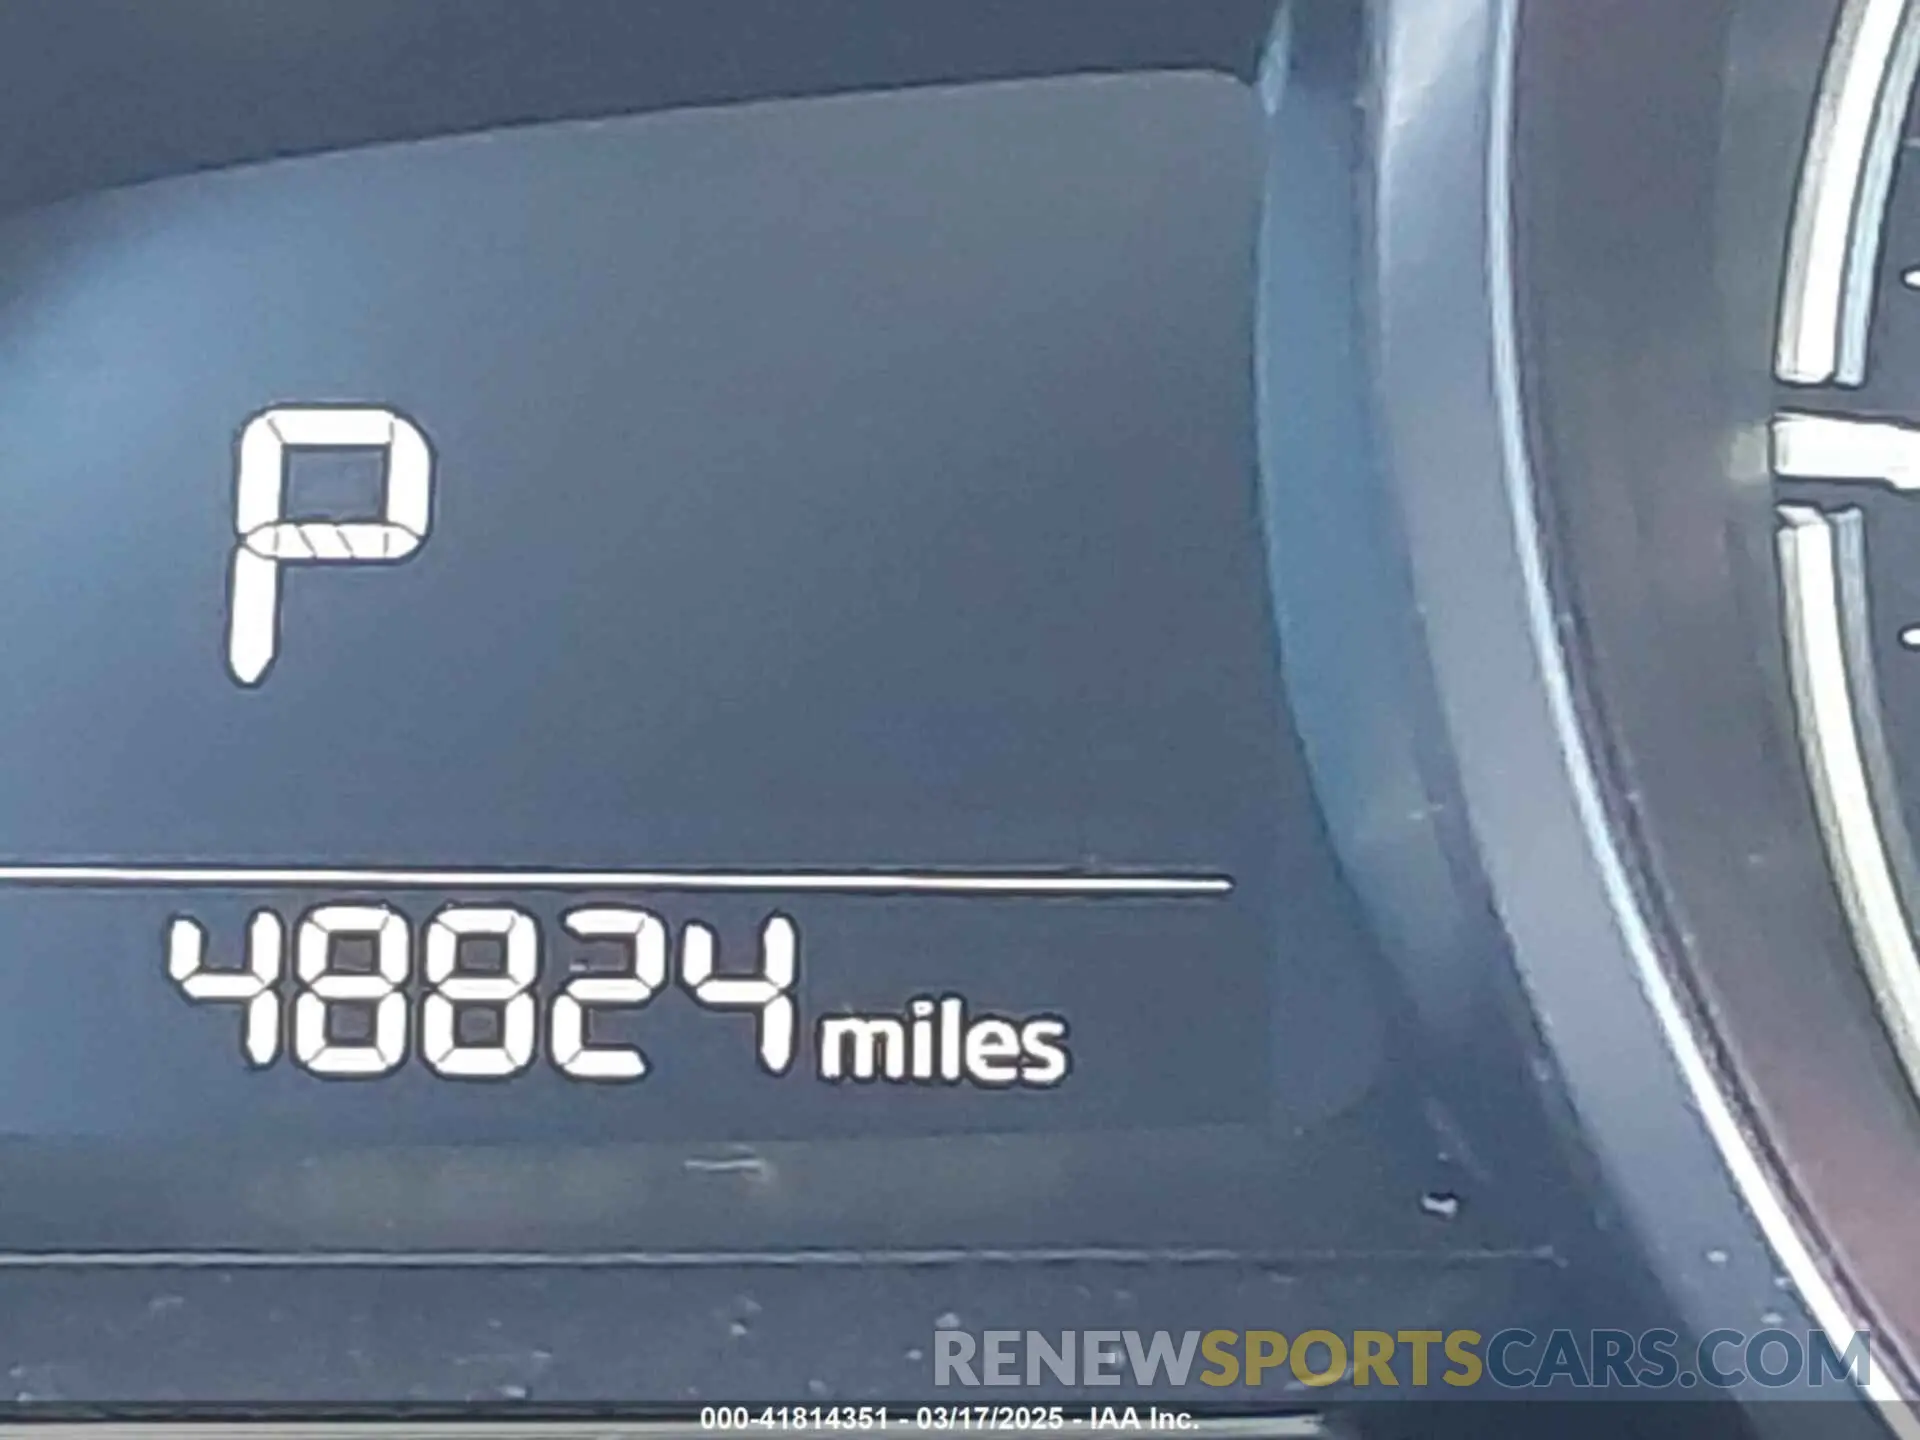 P
48824 miles
RENEWSPORTSCARS.COM
000-41814351 - 03/17/2025 - IAA Inc.